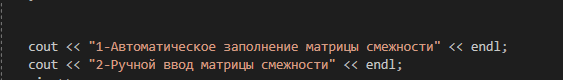 cout << "1-Автоматическое заполнение матрицы смежности" << endl;
cout << "2-Ручной ввод матрицы смежности" << endl;